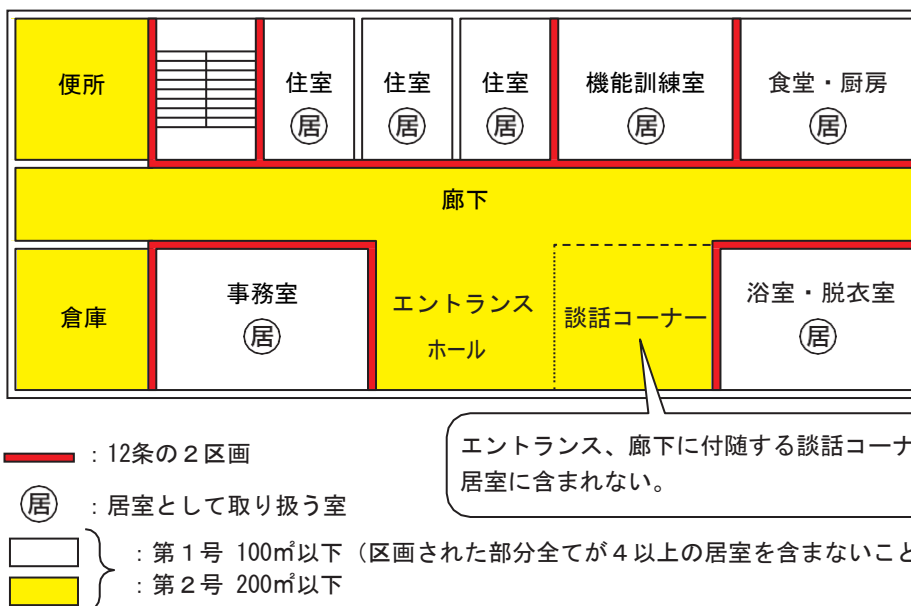 便所
住室
居
住室
居
住室
居
機能訓練室
居
食堂・厨房
居
廊下
倉庫
事務室
居
エントランス
ホール
談話コーナー
浴室・脱衣室
居
エントランス、廊下に付随する談話コーナ
居室に含まれない。
：12条の２区画
居：居室として取り扱う室
：第１号 100㎡以下（区画された部分全てが４以上の居室を含まないこと
：第２号 200㎡以下